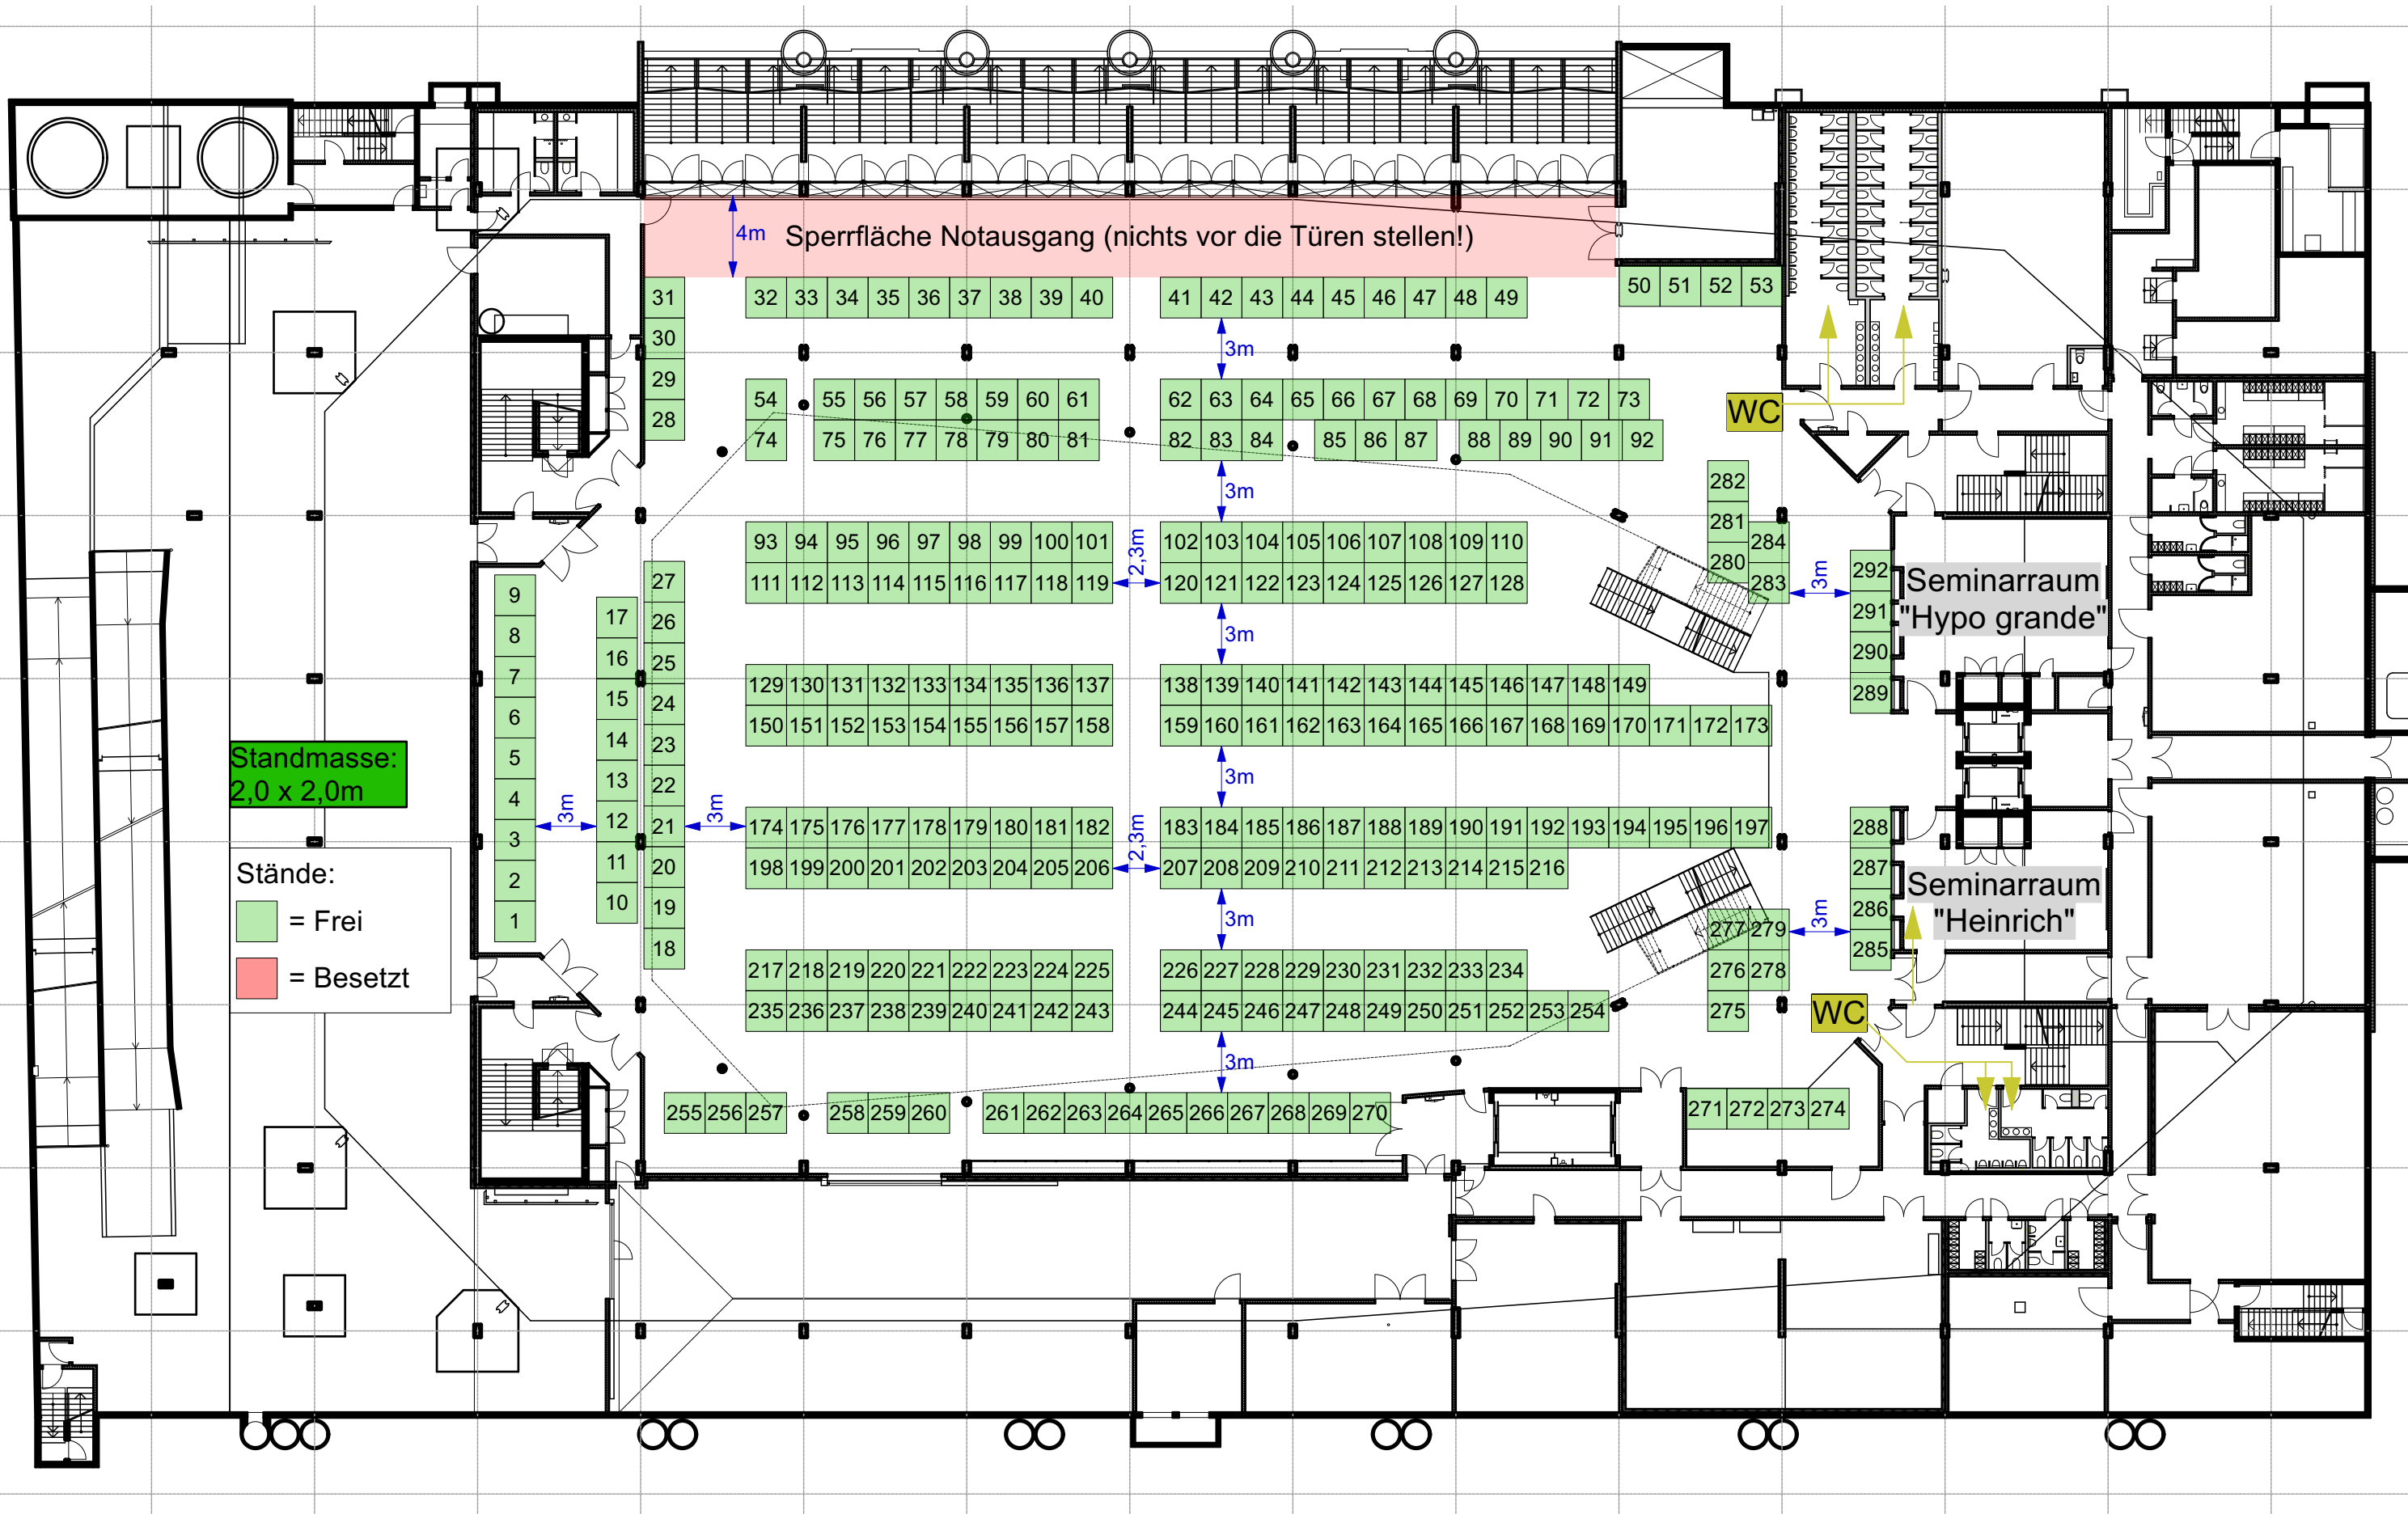 4m Sperrfläche Notausgang (nichts vor die Türen stellen!)
31 32 33 34 35 36 37 38 39 40 41 42 43 44 45 46 47 48 49 50 51 52 53
30 3m
29
28
54 55 56 57 58 59 60 61 62 63 64 65 66 67 68 69 70 71 72 73
WC
74 75 76 77 78 79 80 81 82 83 84 85 86 87 88 89 90 91 92
3m
282
281
280
284
283
93 94 95 96 97 98 99 100 101 102 103 104 105 106 107 108 109 110
111 112 113 114 115 116 117 118 119 2,3m 120 121 122 123 124 125 126 127 128
3m
292
291
290
289
Seminarraum
"Hypo grande"
9
8
7
6
5
4
3
2
1
3m
17
16
15
14
13
12
11
10
27
26
25
24
23
22
21
20
19
18
3m
3m
129 130 131 132 133 134 135 136 137 138 139 140 141 142 143 144 145 146 147 148 149
150 151 152 153 154 155 156 157 158 159 160 161 162 163 164 165 166 167 168 169 170 171 172 173
3m
Standmasse:
2,0 x 2,0m
174 175 176 177 178 179 180 181 182 183 184 185 186 187 188 189 190 191 192 193 194 195 196 197
198 199 200 201 202 203 204 205 206 2,3m 207 208 209 210 211 212 213 214 215 216
3m
288
287
286
285
Seminarraum
"Heinrich"
Stände:
= Frei
= Besetzt
277 279 3m
276 278
275
217 218 219 220 221 222 223 224 225 226 227 228 229 230 231 232 233 234
235 236 237 238 239 240 241 242 243 244 245 246 247 248 249 250 251 252 253 254
WC
3m
255 256 257 258 259 260 261 262 263 264 265 266 267 268 269 270 271 272 273 274